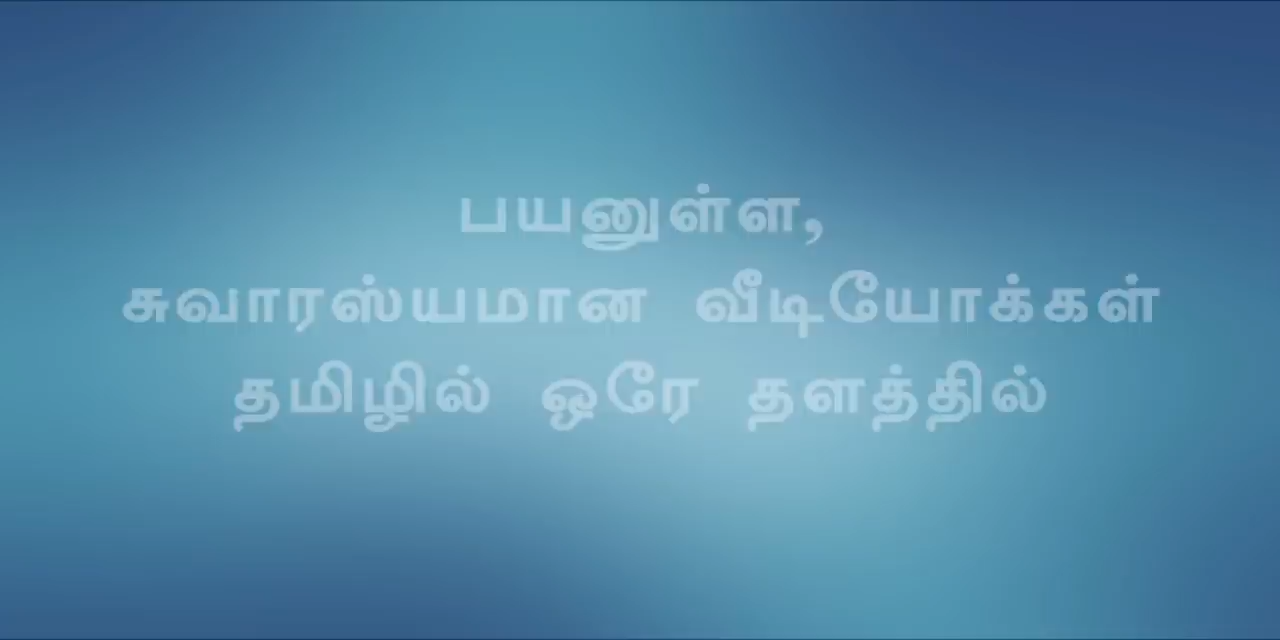 பயனுள்ள,
சுவாரஸ்யமான வீடியோக்கள்
தமிழில் ஒரே தளத்தில்